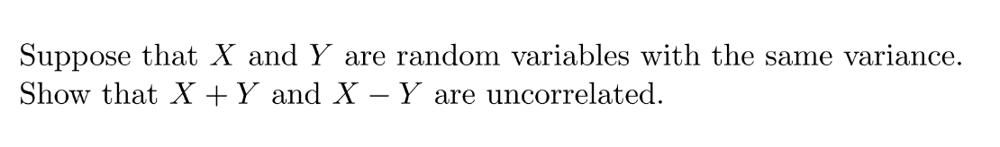 Suppose that X and Y are random variables with the same variance.
Show that X + Y and X − Y are uncorrelated.